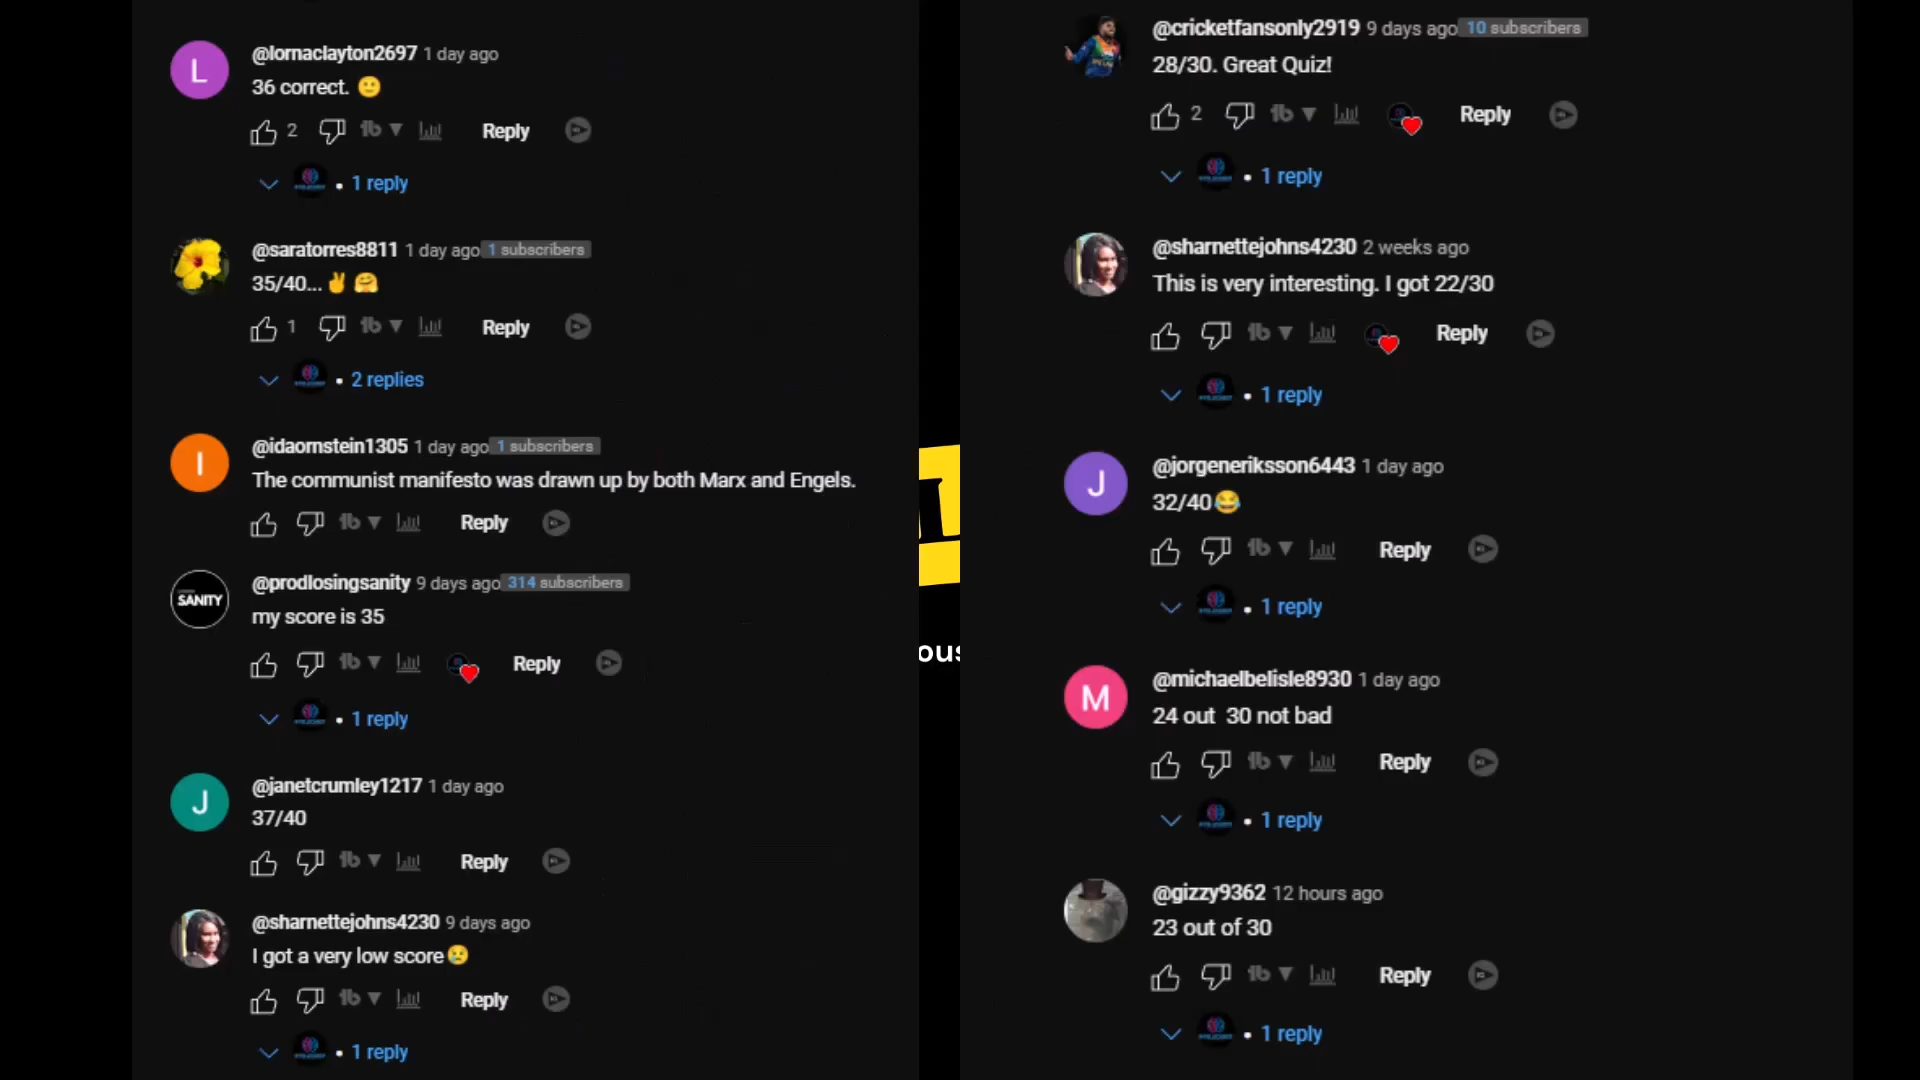 L
@lornaclayton2697 1 day ago
36 correct. 🙂
2
Reply
1 reply
@saratorres8811 1 day ago 1 subscribers
35/40...✌🤗
1
Reply
2 replies
I
@idaornstein1305 1 day ago 1 subscribers
The communist manifesto was drawn up by both Marx and Engels.
Reply
SANITY
@prodlosingsanity 9 days ago 314 subscribers
my score is 35
Reply
1 reply
J
@janetcrumley1217 1 day ago
37/40
Reply
@sharnettejohns4230 9 days ago
I got a very low score😢
Reply
1 reply
ous
@cricketfansonly2919 9 days ago 10 subscribers
28/30. Great Quiz!
2
Reply
1 reply
@sharnettejohns4230 2 weeks ago
This is very interesting. I got 22/30
Reply
1 reply
J
@jorgeneriksson6443 1 day ago
32/40😂
Reply
1 reply
M
@michaelbelisle8930 1 day ago
24 out  30 not bad
Reply
1 reply
@gizzy9362 12 hours ago
23 out of 30
Reply
1 reply